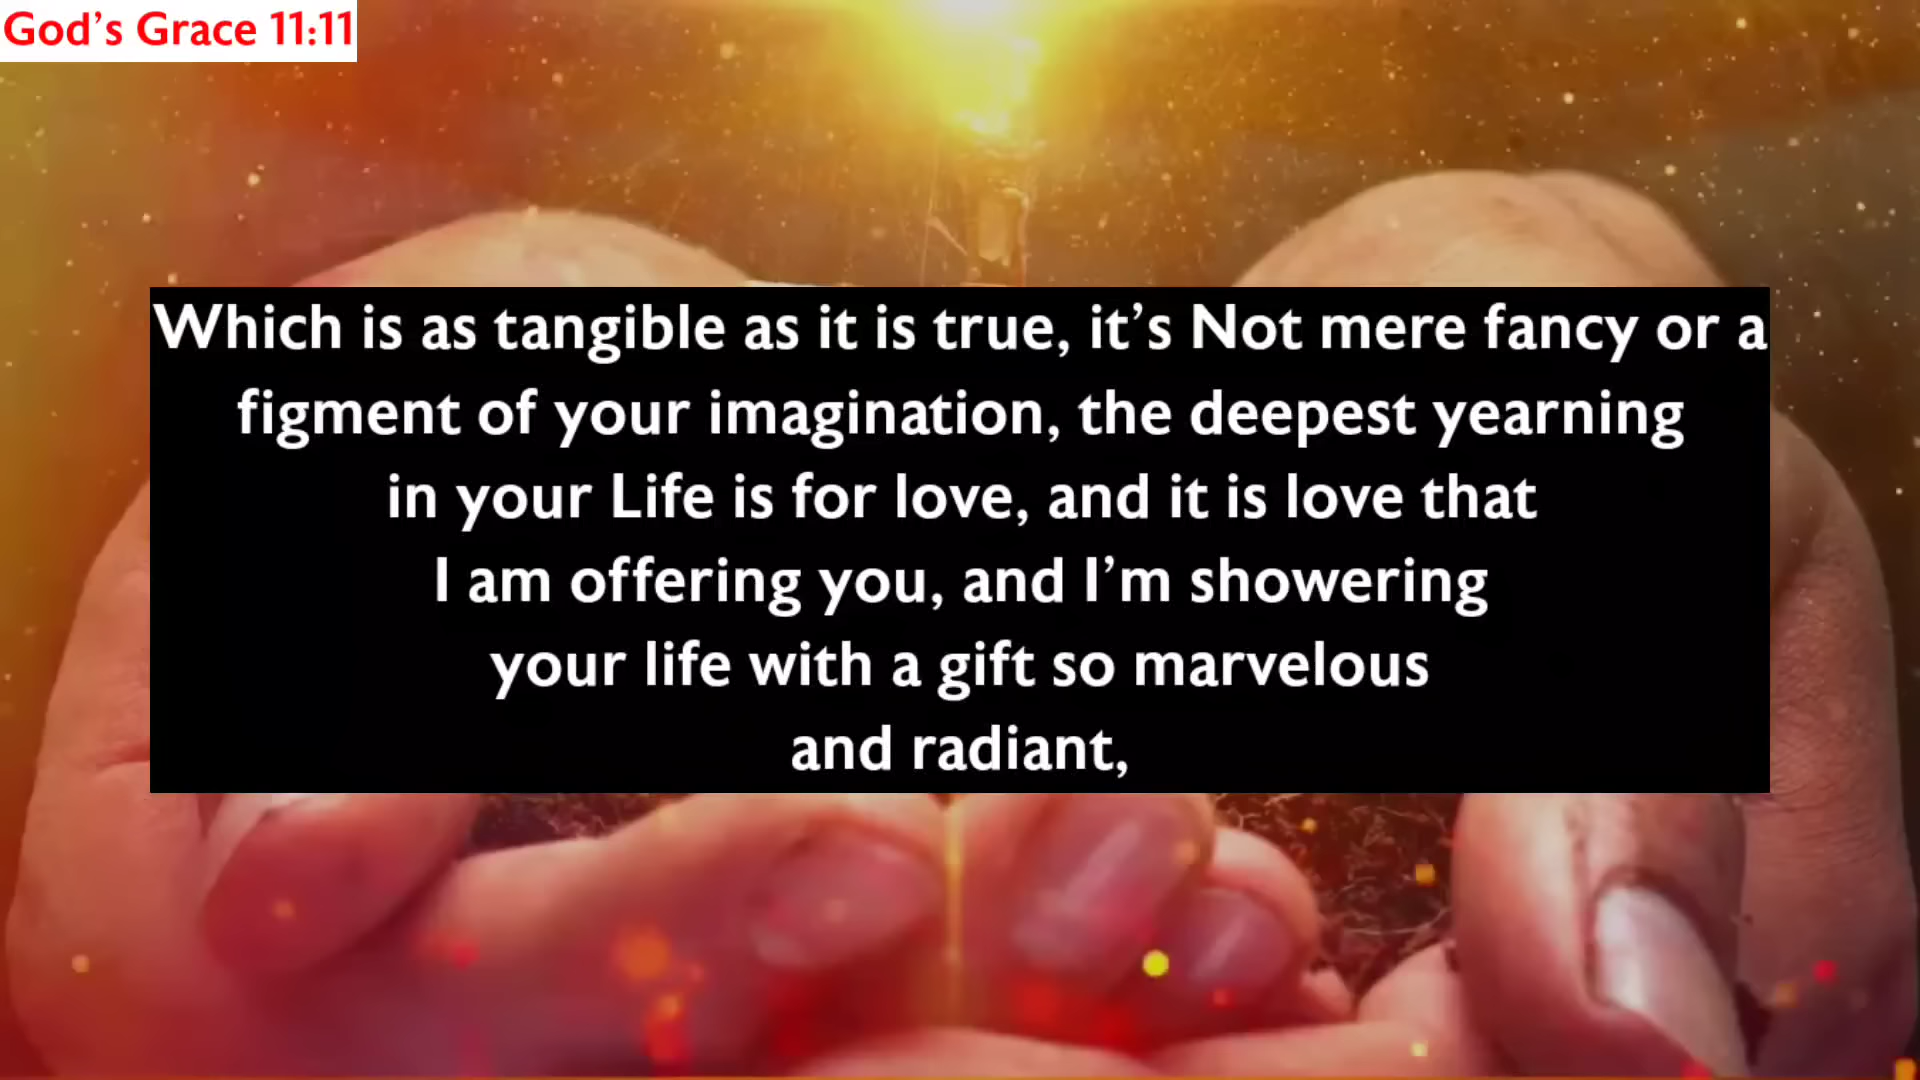 God’s Grace 11:11
Which is as tangible as it is true, it’s Not mere fancy or a
figment of your imagination, the deepest yearning
in your Life is for love, and it is love that
I am offering you, and I’m showering
your life with a gift so marvelous
and radiant,